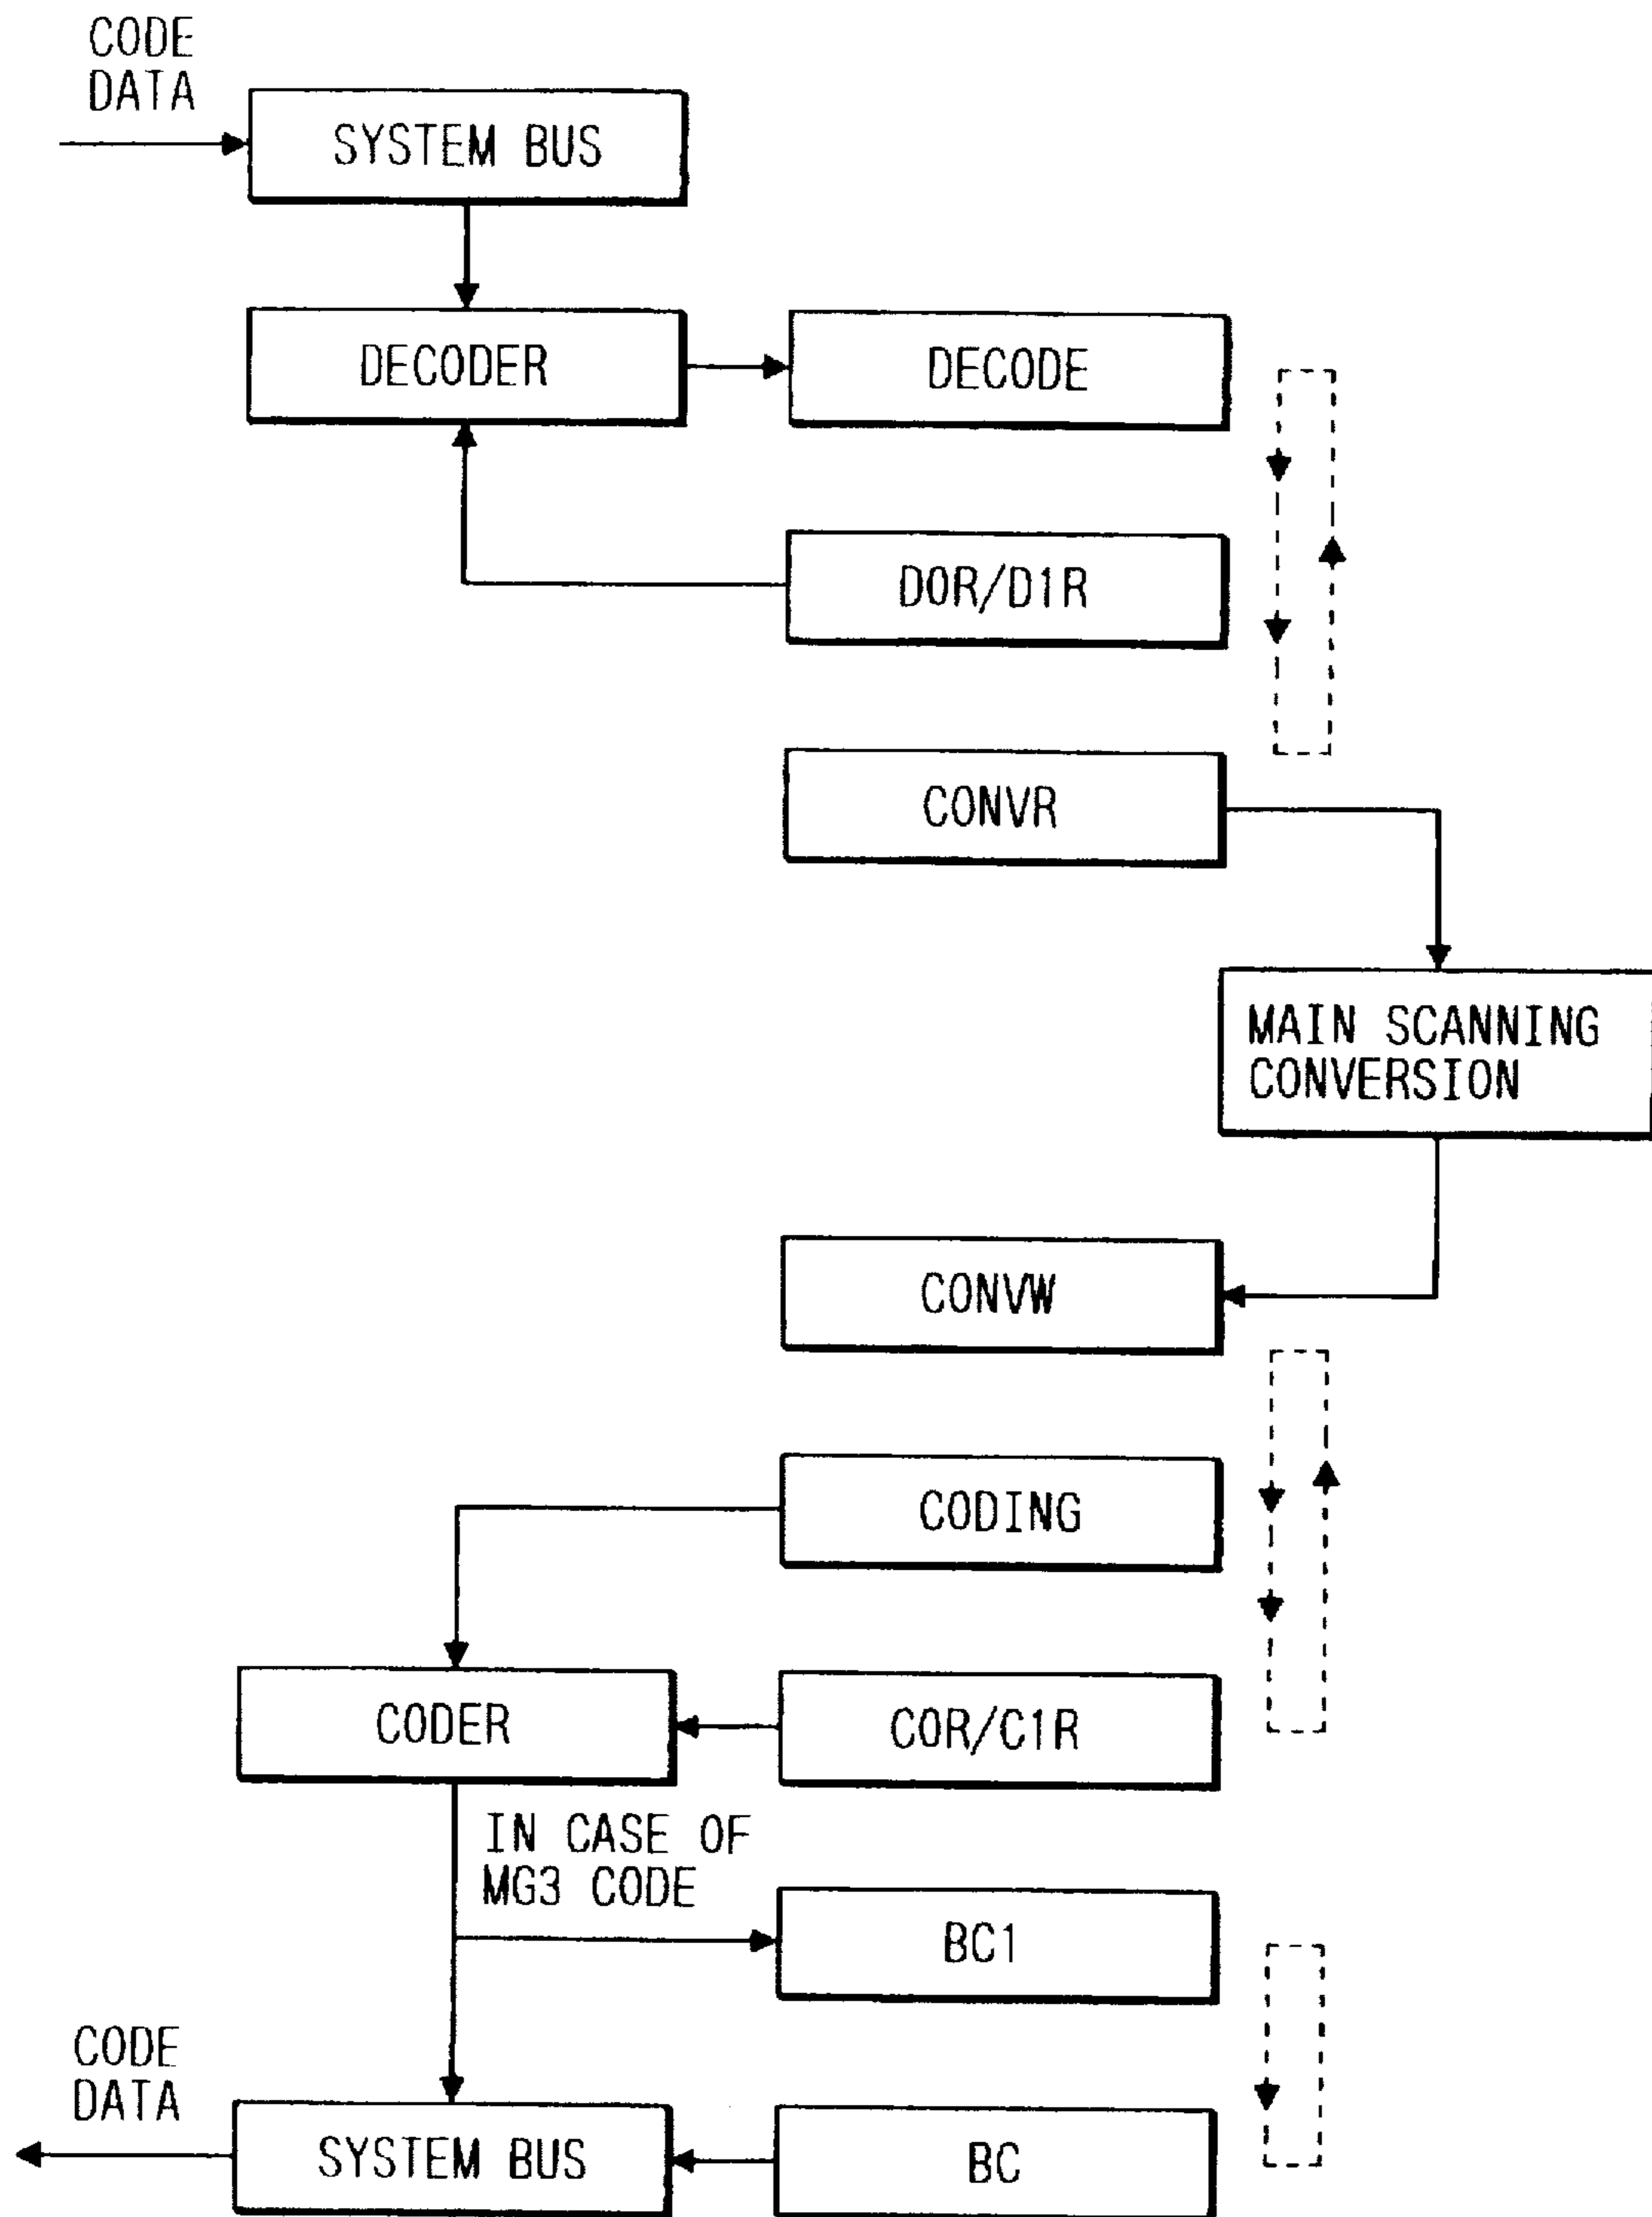 CODE
DATA
SYSTEM BUS
DECODER
DECODE
D0R/D1R
CONVR
MAIN SCANNING
CONVERSION
CONVW
CODING
CODER
C0R/C1R
IN CASE OF
MG3 CODE
BC1
CODE
DATA
SYSTEM BUS
BC